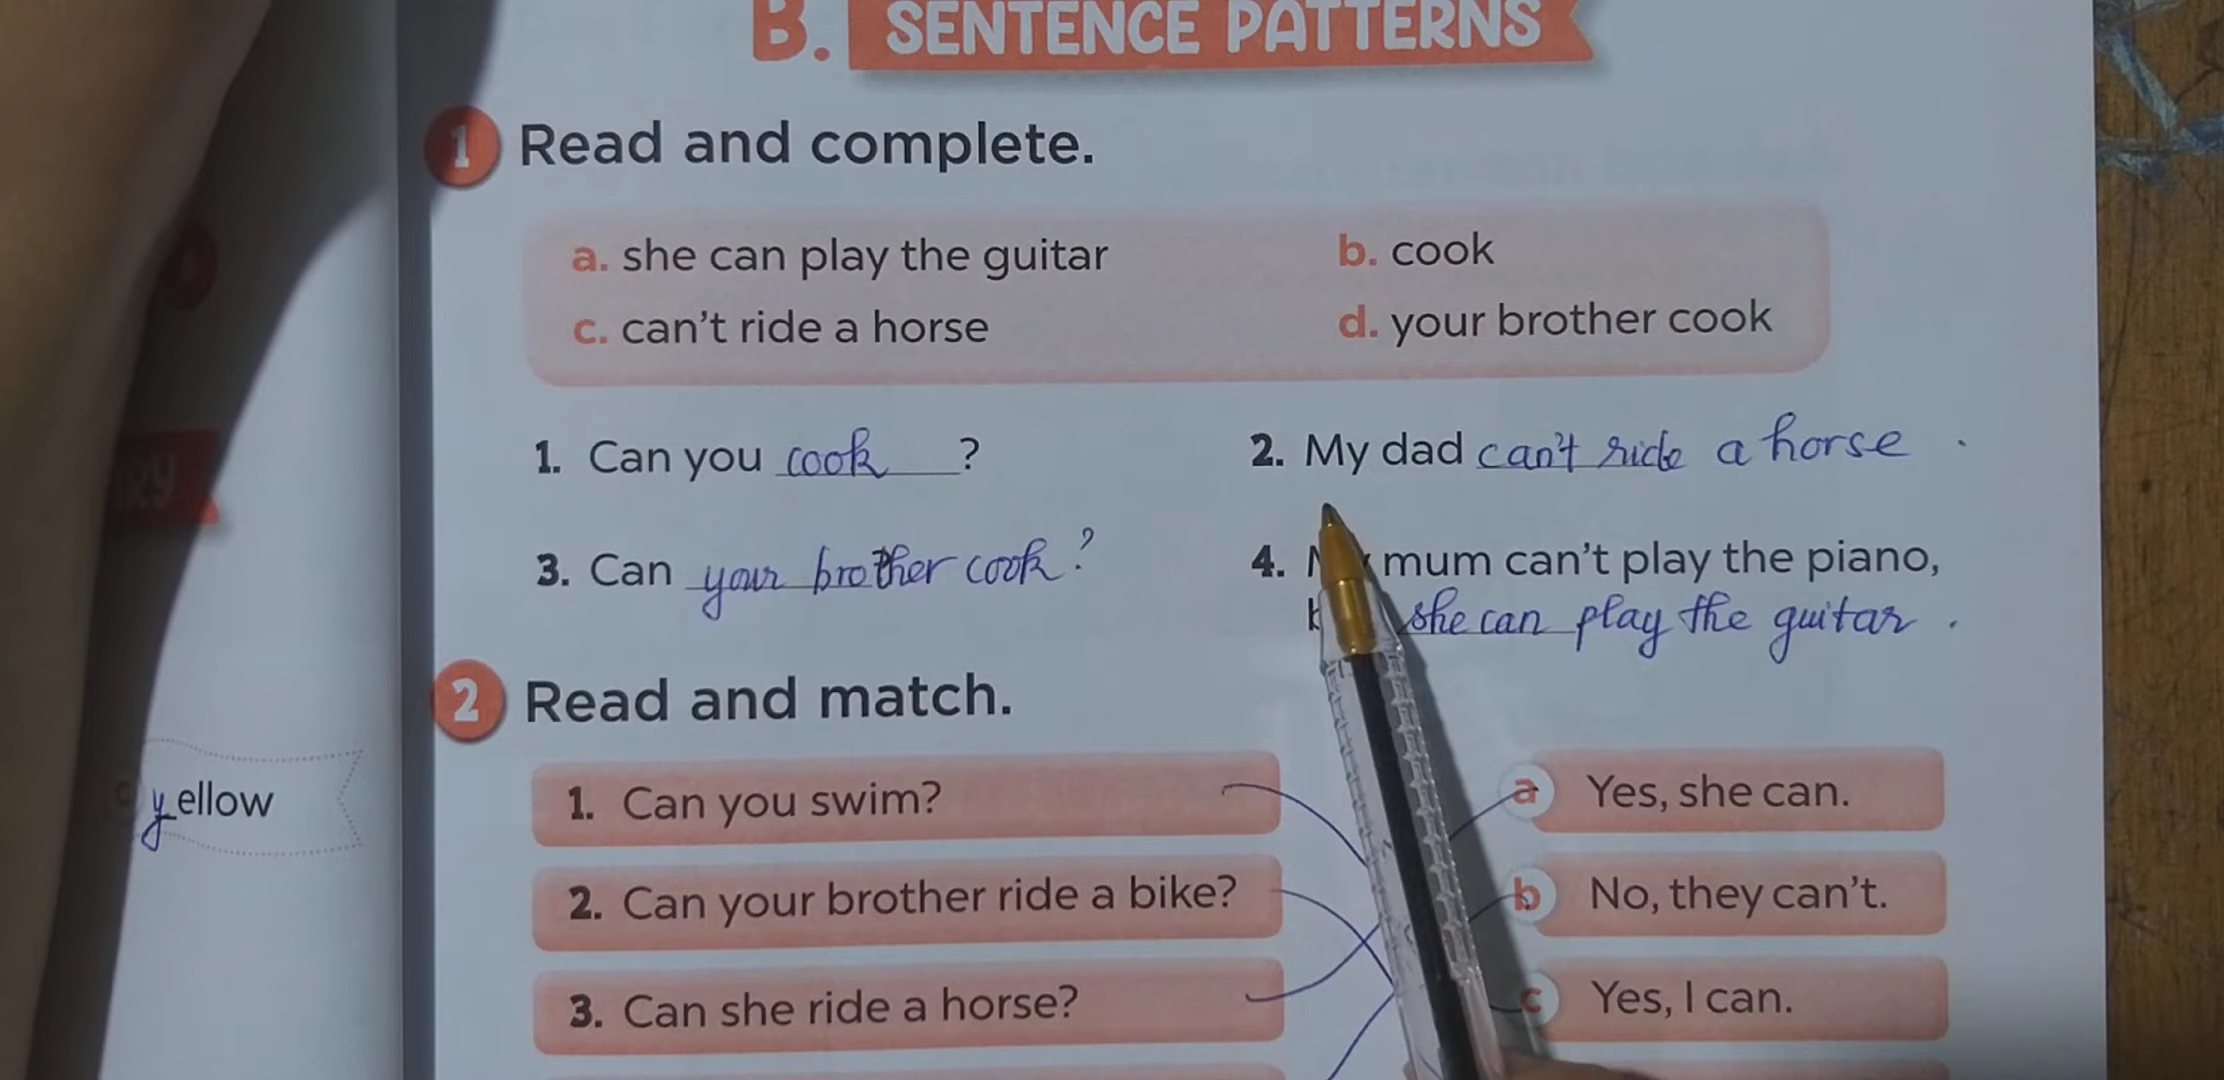 B. SENTENCE PATTERNS
1 Read and complete.
a. she can play the guitar b. cook
c. can't ride a horse d. your brother cook
1. Can you cook ? 2. My dad can't ride a horse .
3. Can your brother cook? 4. mum can't play the piano,
she can play the guitar .
2 Read and match.
1. Can you swim? a Yes, she can.
yellow
2. Can your brother ride a bike? b No, they can't.
3. Can she ride a horse? c Yes, I can.